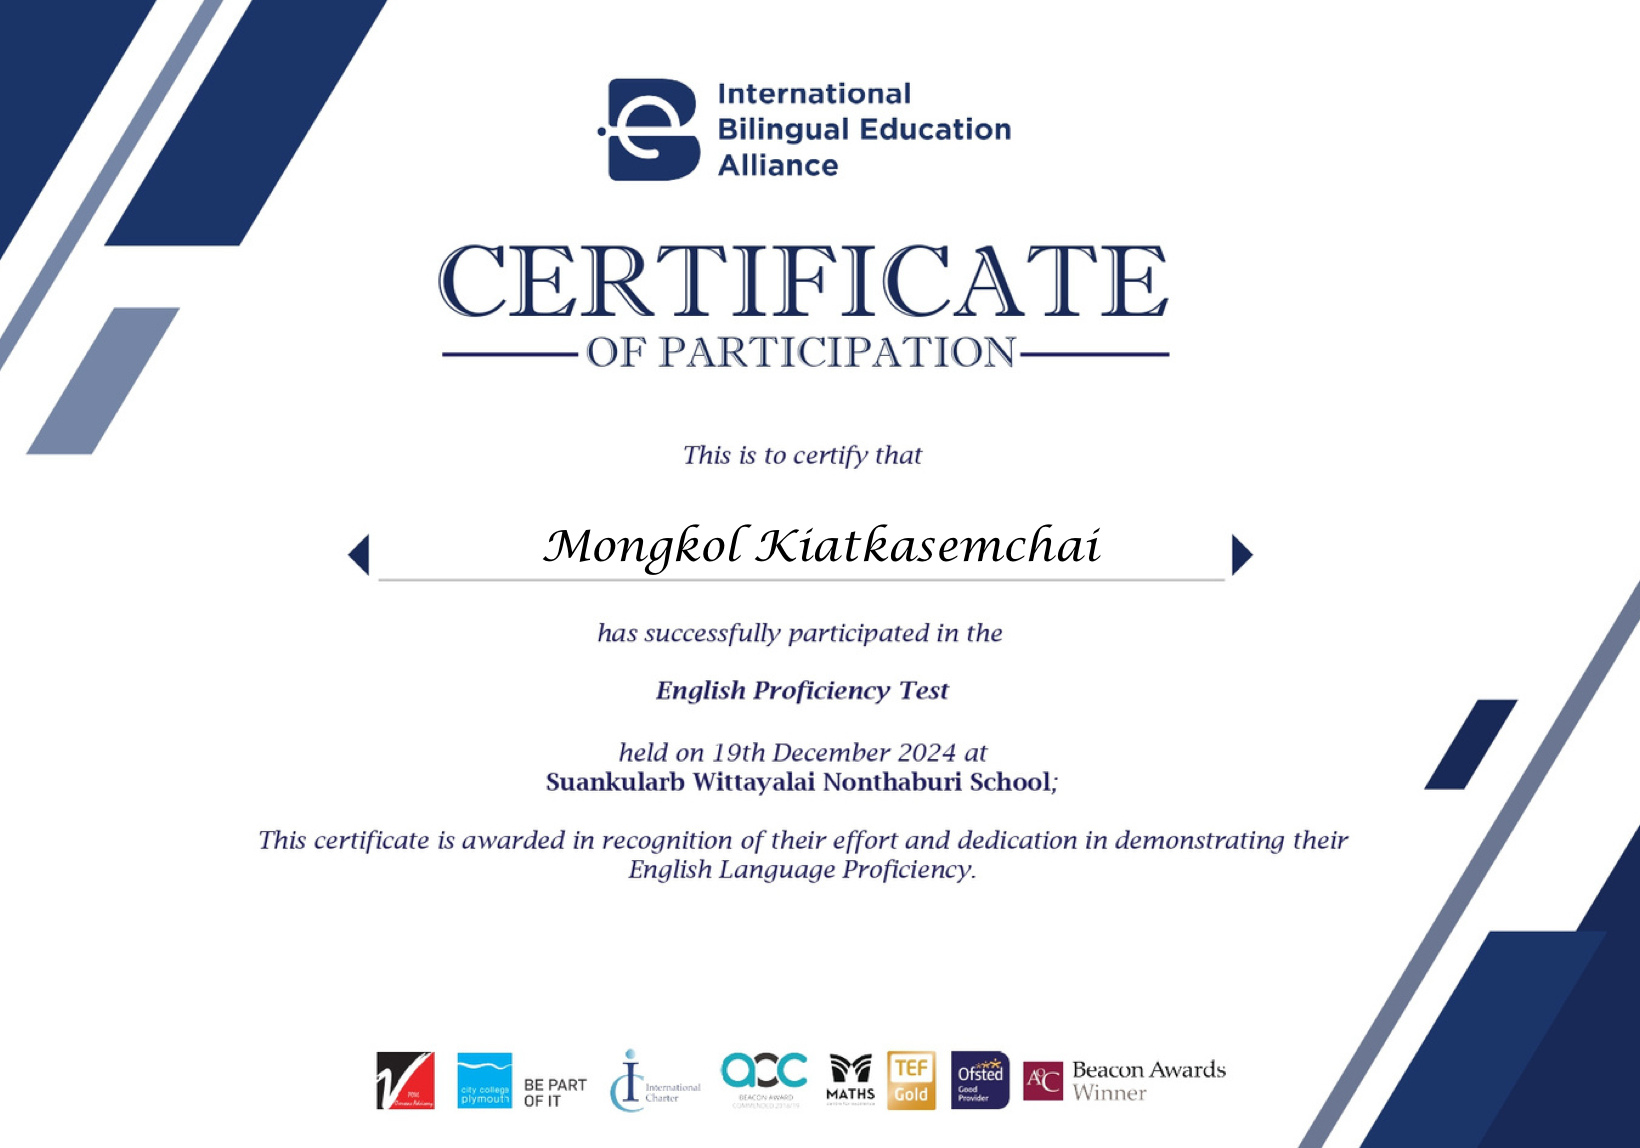 International
Bilingual Education
Alliance
CERTIFICATE
OF PARTICIPATION
This is to certify that
Mongkol Kiatkasemchai
has successfully participated in the
English Proficiency Test
held on 19th December 2024 at
Suankularb Wittayalai Nonthaburi School;
This certificate is awarded in recognition of their effort and dedication in demonstrating their
English Language Proficiency.
city college
plymouth
BE PART
OF IT
International
Charter
acc
BEACON AWARD
MATHS
TEF
Gold
Ofsted
Good
Provider
AoC
Beacon Awards
Winner